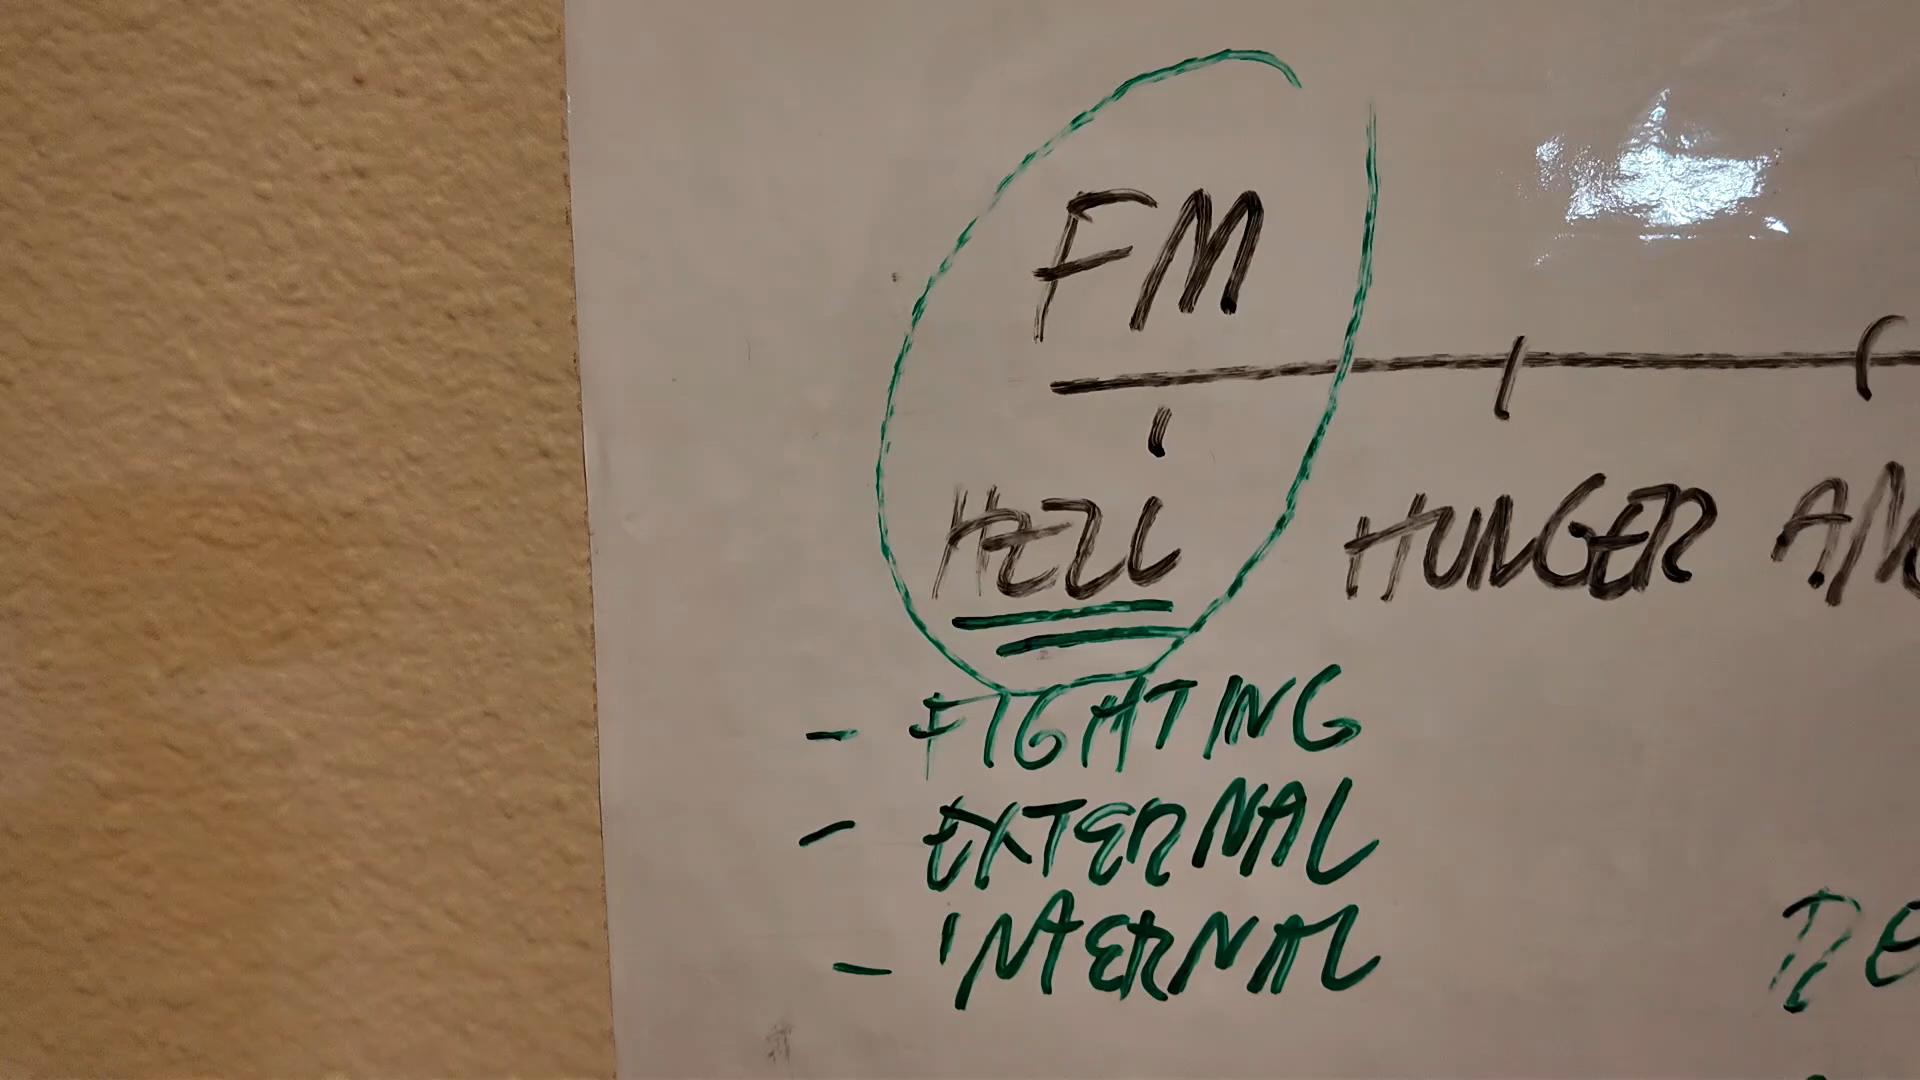 FM
HELL HUNGER
- FIGHTING
- EXTERNAL
- INTERNAL